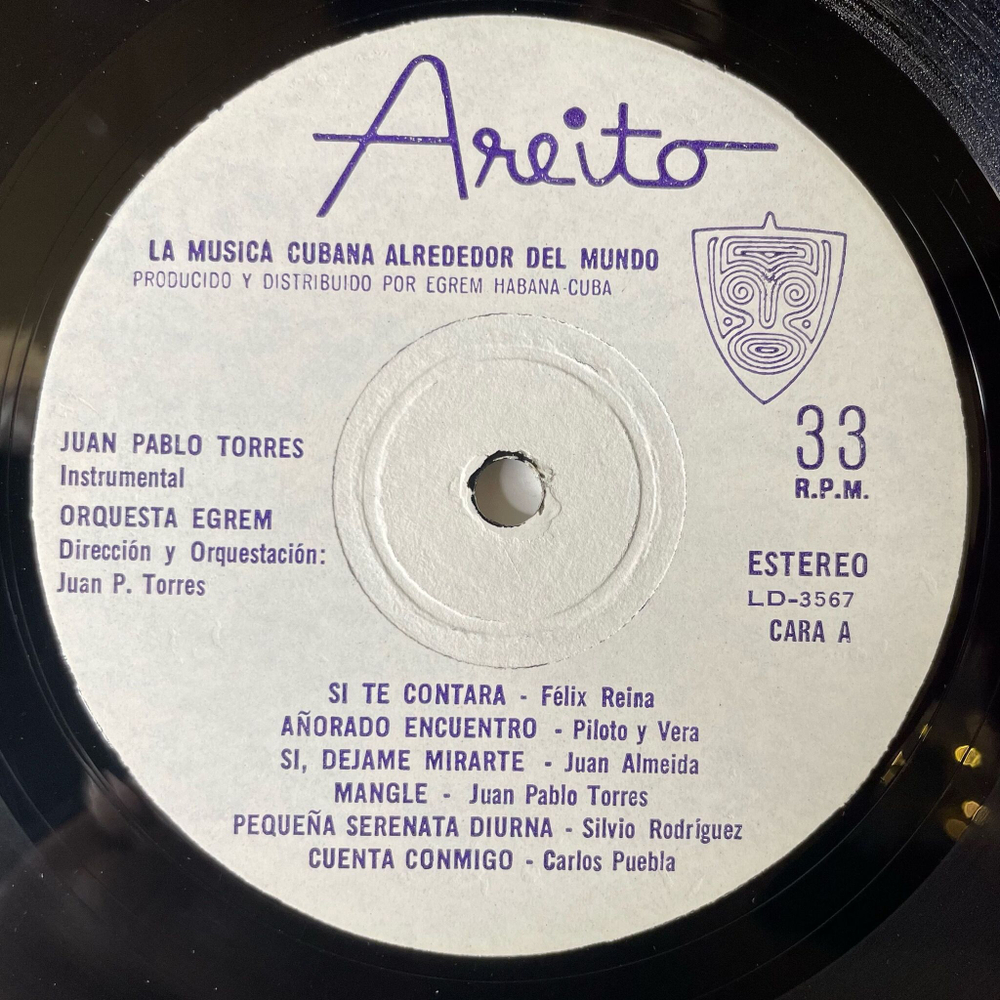 Areito
LA MUSICA CUBANA ALREDEDOR DEL MUNDO
PRODUCIDO Y DISTRIBUIDO POR EGREM HABANA-CUBA
33
R.P.M.
JUAN PABLO TORRES
Instrumental
ORQUESTA EGREM
Dirección y Orquestación:
Juan P. Torres
ESTEREO
LD-3567
CARA A
SI TE CONTARA - Félix Reina
AÑORADO ENCUENTRO - Piloto y Vera
SI, DEJAME MIRARTE - Juan Almeida
MANGLE - Juan Pablo Torres
PEQUEÑA SERENATA DIURNA - Silvio Rodríguez
CUENTA CONMIGO - Carlos Puebla